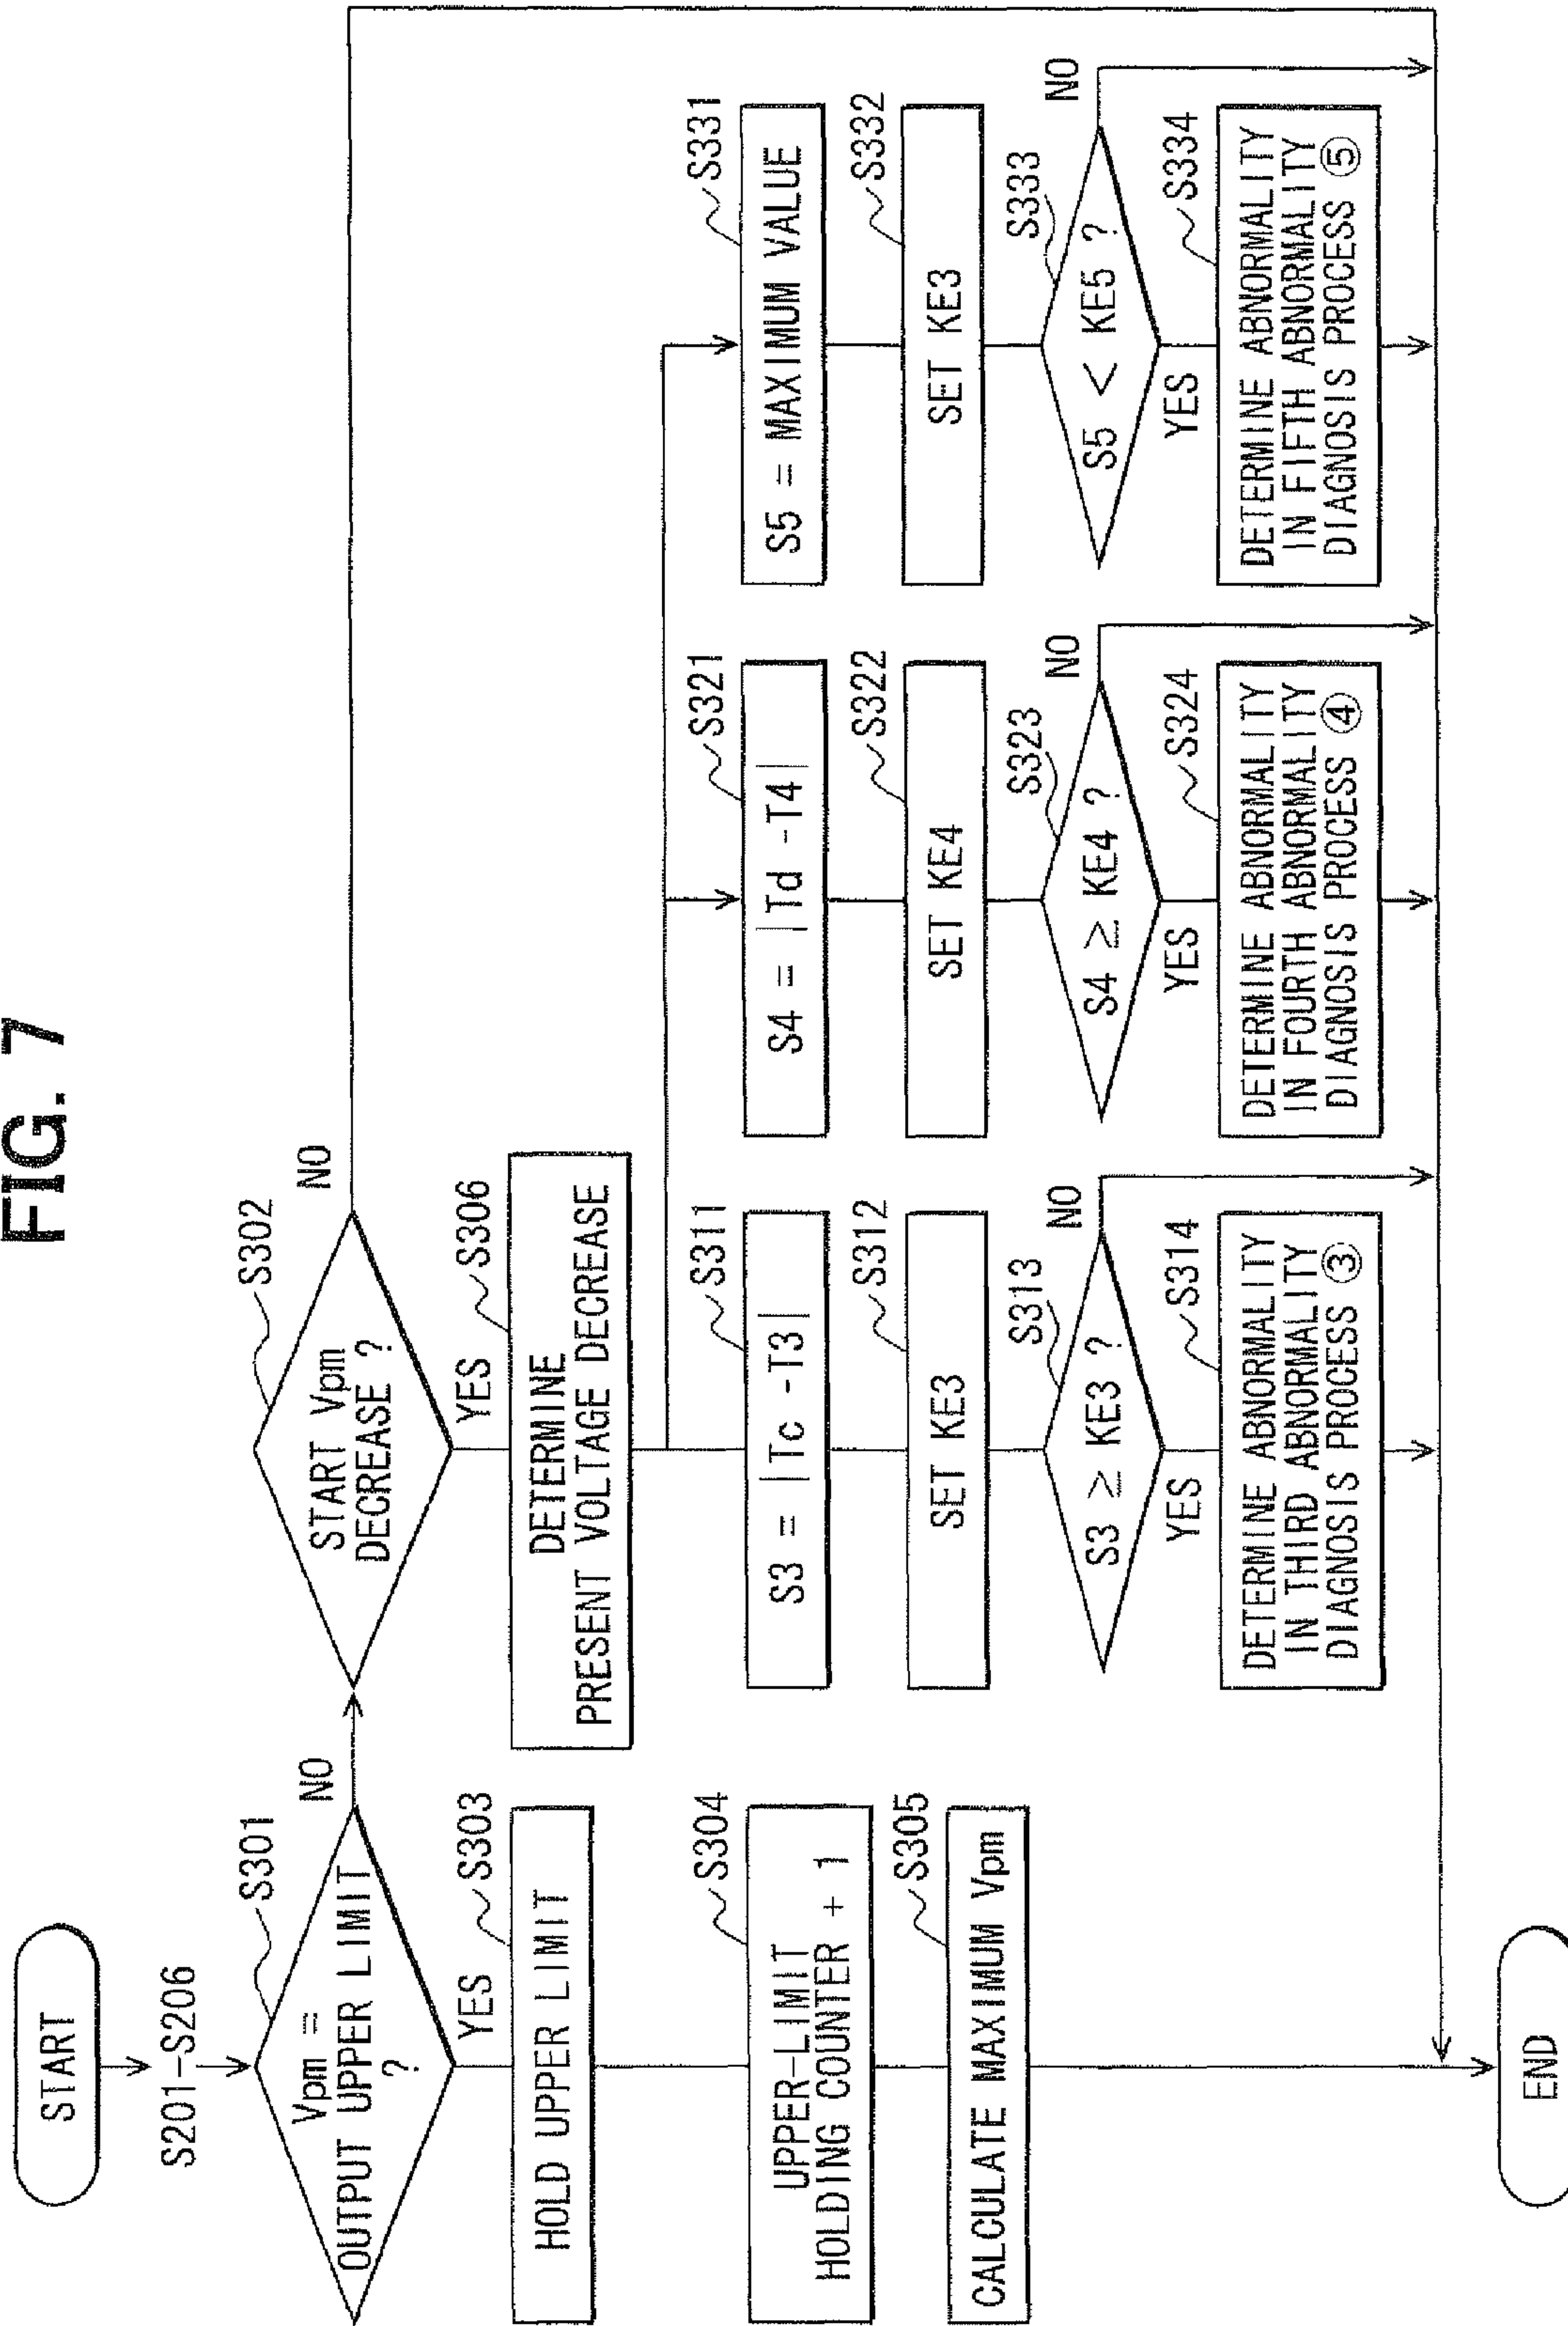 FIG. 7
START
S201-S206
S301
Vpm =
OUTPUT UPPER LIMIT
?
NO
YES
S303
HOLD UPPER LIMIT
S304
UPPER-LIMIT
HOLDING COUNTER + 1
S305
CALCULATE MAXIMUM Vpm
S302
START Vpm
DECREASE ?
NO
YES
S306
DETERMINE
PRESENT VOLTAGE DECREASE
S311
S3 = |Tc -T3|
S312
SET KE3
S313
S3 ≥ KE3 ?
NO
YES
S314
DETERMINE ABNORMALITY
IN THIRD ABNORMALITY
DIAGNOSIS PROCESS ③
S321
S4 = |Td -T4|
S322
SET KE4
S323
S4 ≥ KE4 ?
NO
YES
S324
DETERMINE ABNORMALITY
IN FOURTH ABNORMALITY
DIAGNOSIS PROCESS ④
S331
S5 = MAXIMUM VALUE
S332
SET KE3
S333
S5 < KE5 ?
NO
YES
S334
DETERMINE ABNORMALITY
IN FIFTH ABNORMALITY
DIAGNOSIS PROCESS ⑤
END